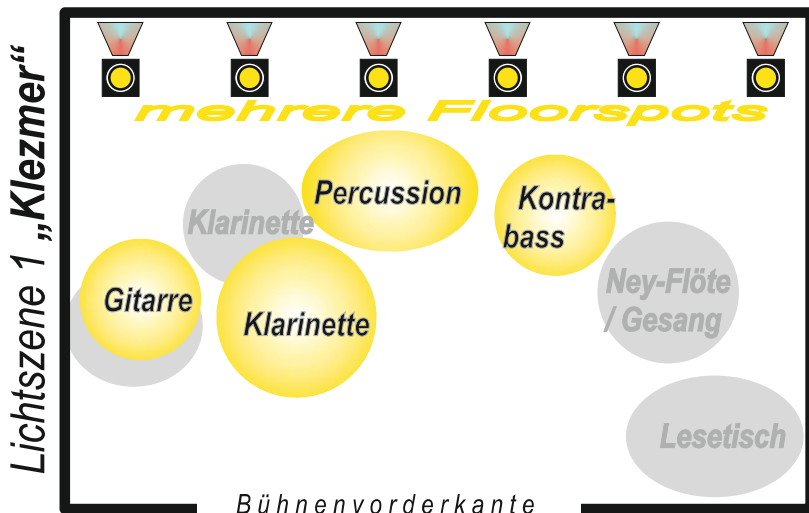 Lichtszene 1 „Klezmer“
mehrere Floorspots
Percussion
Klarinette
Kontra-
bass
Ney-Flöte
/ Gesang
Gitarre
Klarinette
Lesetisch
Bühnenvorderkante